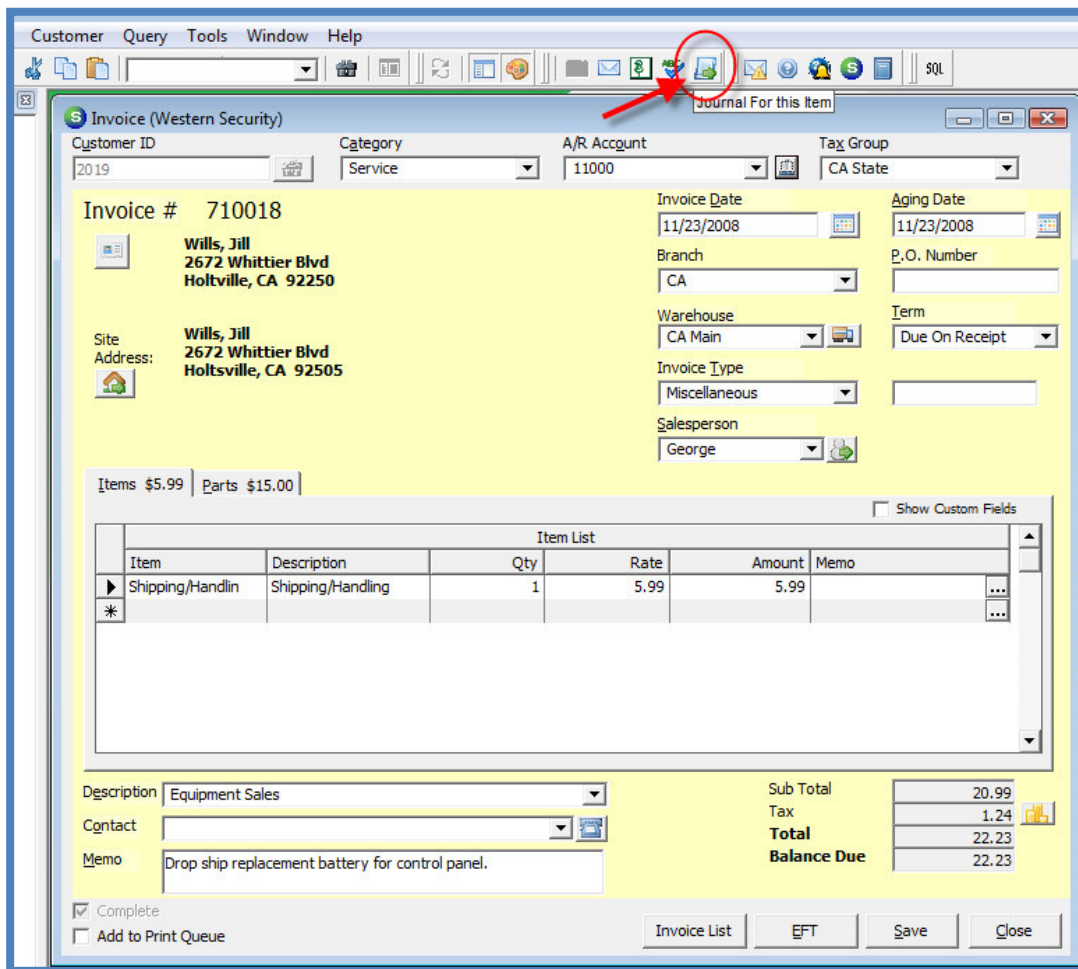 Customer Query Tools Window Help
SQL
Journal For this Item
S Invoice (Western Security)
Customer ID Category A/R Account Tax Group
2019 Service 11000 CA State
Invoice # 710018 Invoice Date Aging Date
11/23/2008 11/23/2008
Wills, Jill
2672 Whittier Blvd Branch P.O. Number
Holtville, CA 92250 CA
Warehouse Term
Site Wills, Jill CA Main Due On Receipt
Address: 2672 Whittier Blvd
Holtsville, CA 92505 Invoice Type
Miscellaneous
Salesperson
George
Items $5.99 Parts $15.00
Show Custom Fields
Item List
Item Description Qty Rate Amount Memo
Shipping/Handlin Shipping/Handling 1 5.99 5.99 ...
...
Description Equipment Sales Sub Total 20.99
Contact Tax 1.24
Total 22.23
Memo Drop ship replacement battery for control panel. Balance Due 22.23
Complete
Add to Print Queue Invoice List EFT Save Close